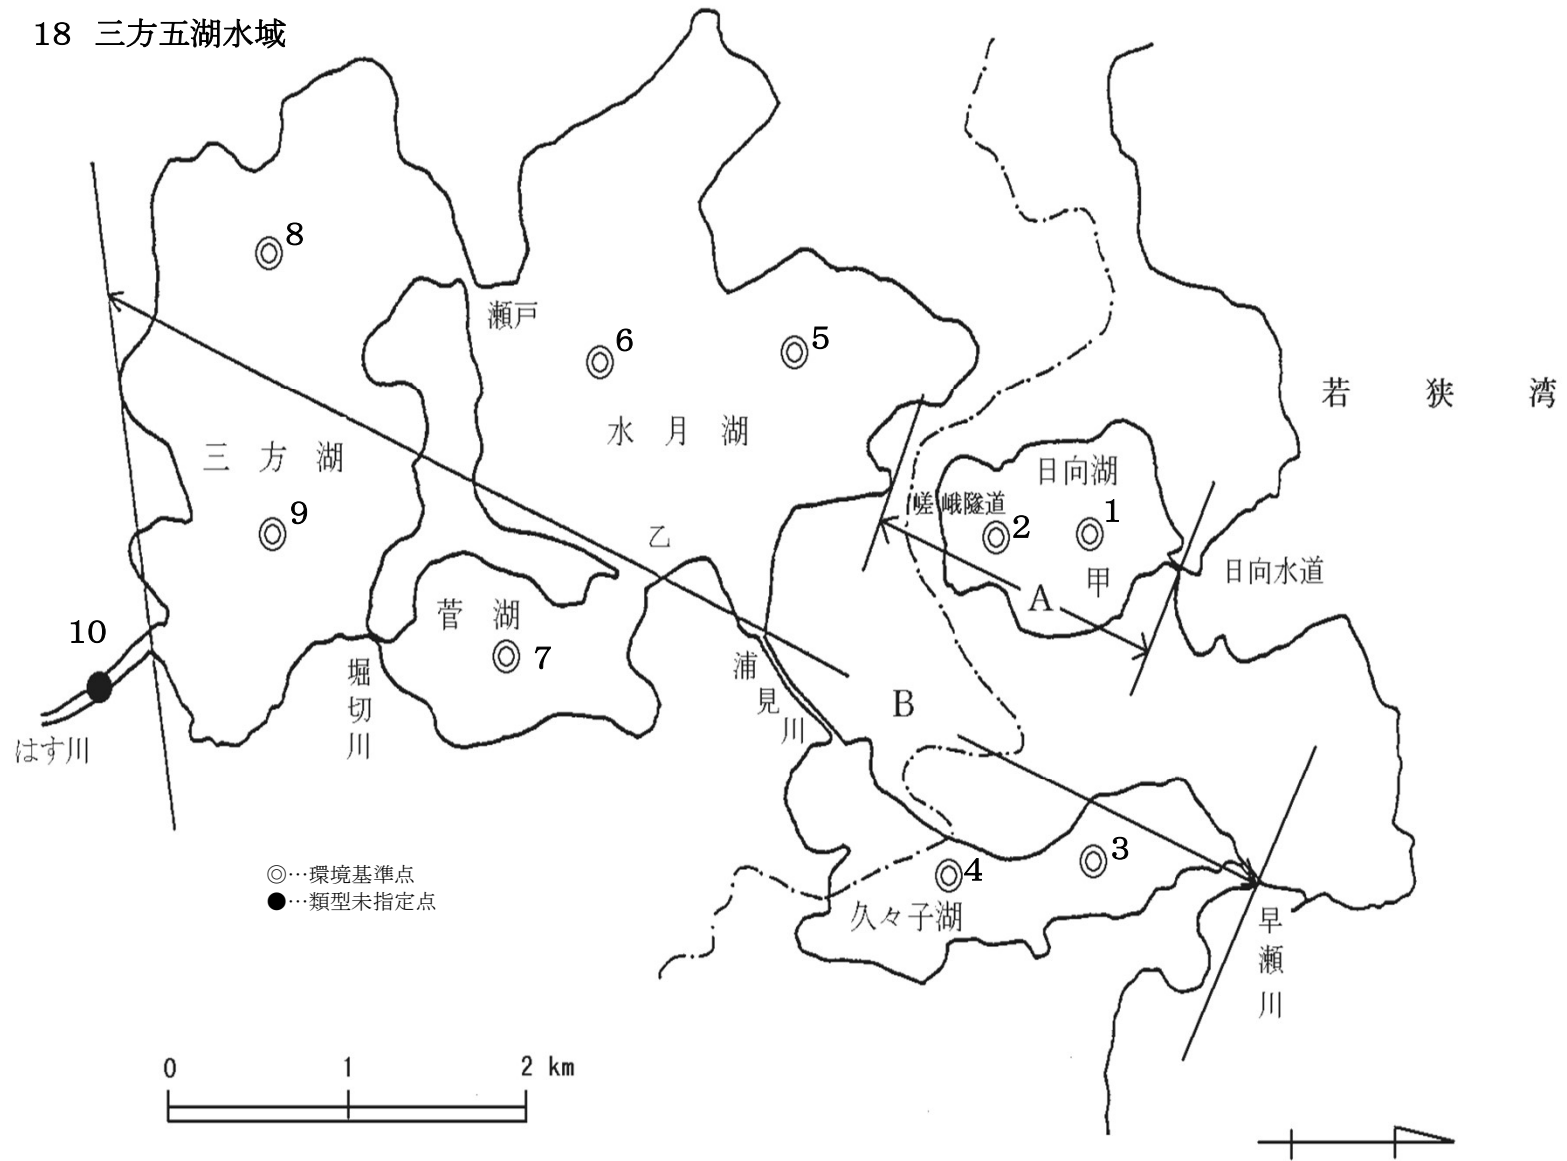 18 三方五湖水域
8
瀬戸
6
5
若狭湾
水月湖
三方湖
日向湖
嵯峨隧道
9
2
1
乙
甲
日向水道
A
菅湖
10
7
堀切川
浦見川
B
はす川
3
4
◎…環境基準点
●…類型未指定点
久々子湖
早瀬川
0 1 2 km